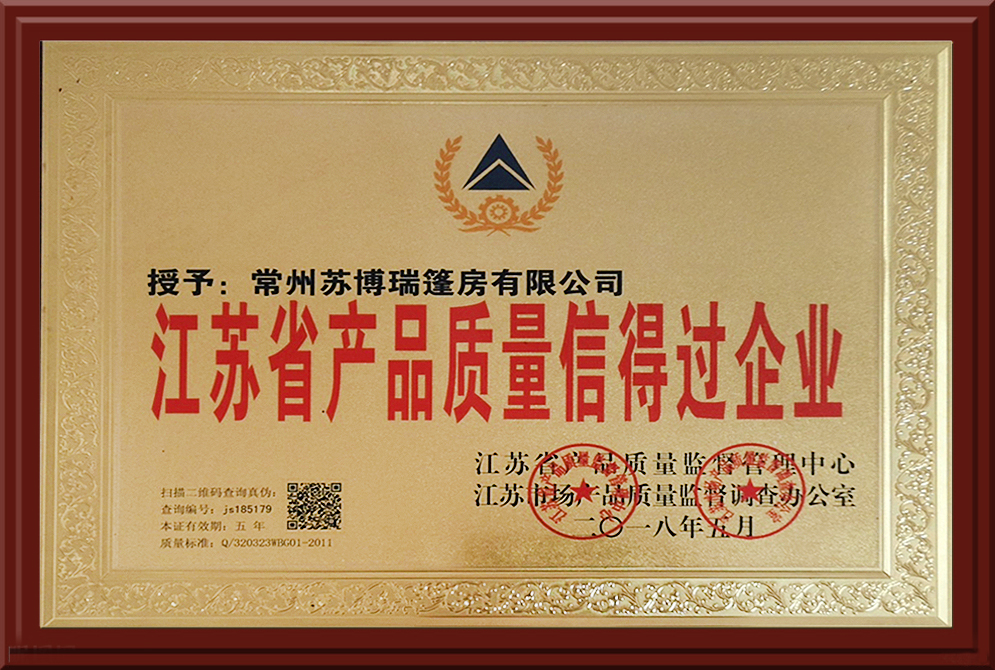 授予：常州苏博瑞篷房有限公司
江苏省产品质量信得过企业
江苏省产品质量监督管理中心
江苏市场产品质量监督调查办公室
二〇一八年五月
扫描二维码查询真伪：
查询编号：js185179
本证有效期：五 年
质量标准：Q/320323WBG01-2011